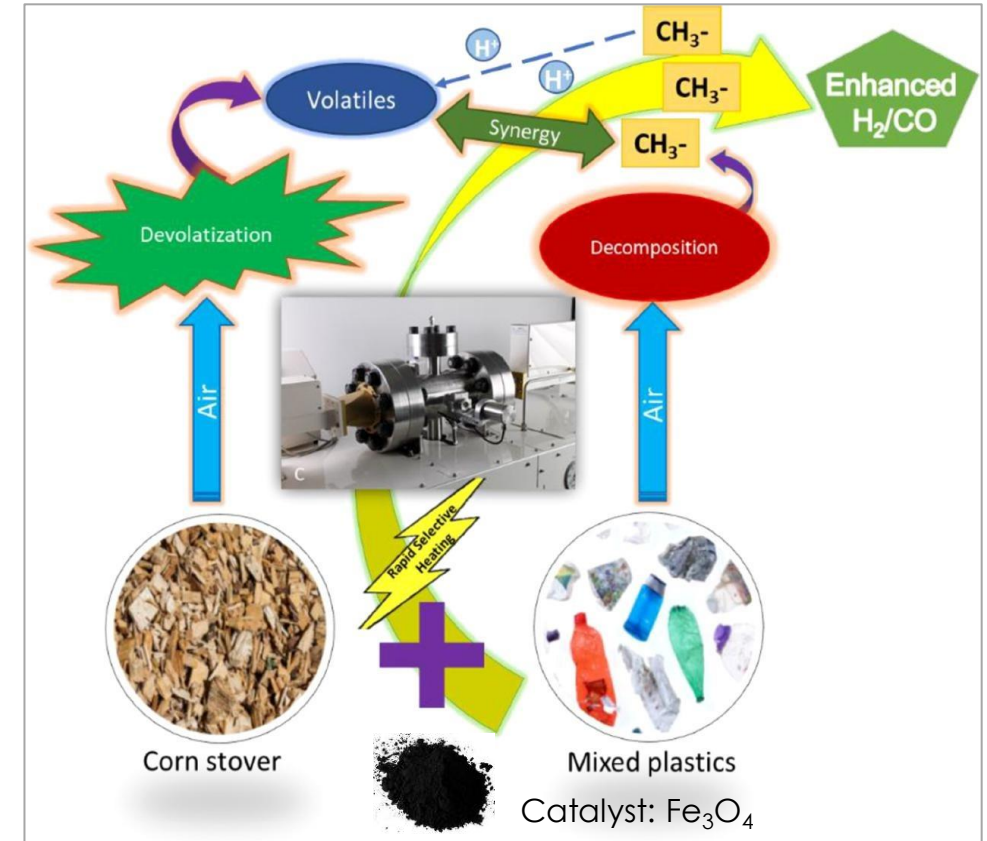 CH₃-
H⁺
H⁺
CH₃-
CH₃-
Enhanced
H₂/CO
Volatiles
Synergy
Devolatization
Decomposition
Air
Air
C
Rapid Selective
Heating
Corn stover
Mixed plastics
Catalyst: Fe₃O₄